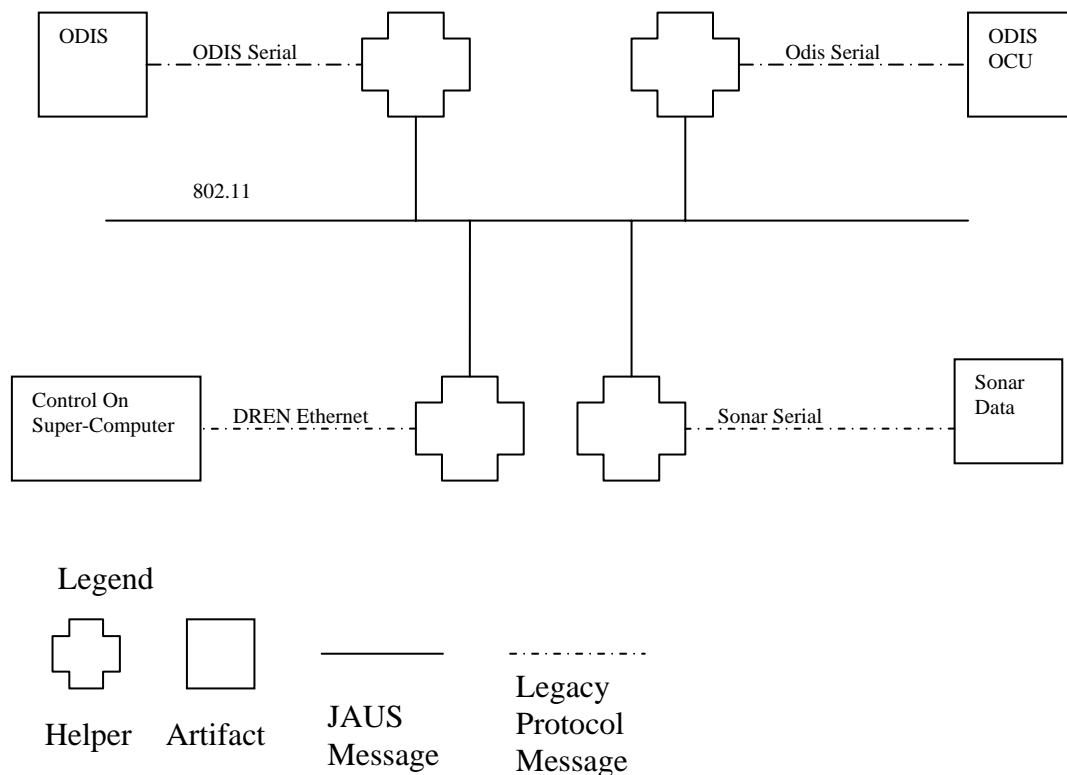 ODIS
ODIS Serial
Odis Serial
ODIS
OCU
802.11
Control On
Super-Computer
DREN Ethernet
Sonar Serial
Sonar
Data
Legend
Helper
Artifact
JAUS
Message
Legacy
Protocol
Message